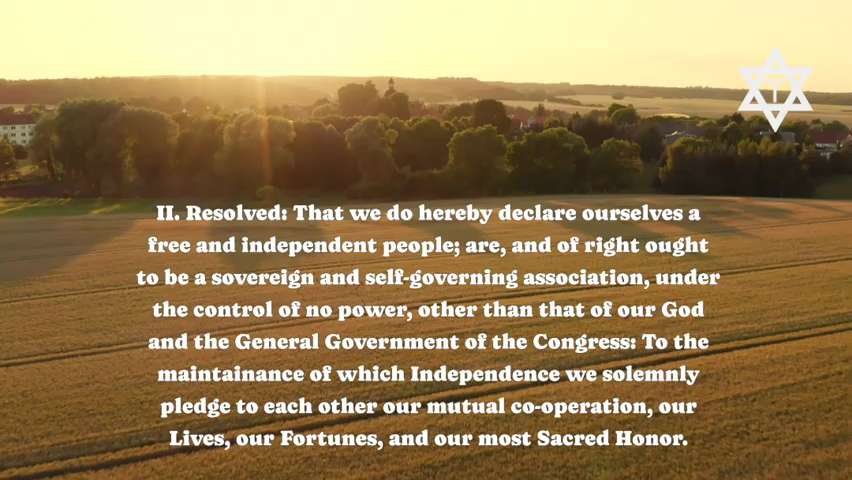 II. Resolved: That we do hereby declare ourselves a
free and independent people; are, and of right ought
to be a sovereign and self-governing association, under
the control of no power, other than that of our God
and the General Government of the Congress: To the
maintainance of which Independence we solemnly
pledge to each other our mutual co-operation, our
Lives, our Fortunes, and our most Sacred Honor.